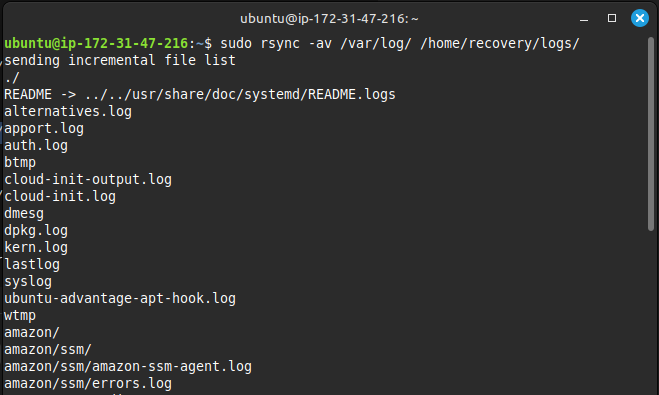 ubuntu@ip-172-31-47-216: ~
ubuntu@ip-172-31-47-216:~$ sudo rsync -av /var/log/ /home/recovery/logs/
sending incremental file list
./
README -> ../../usr/share/doc/systemd/README.logs
alternatives.log
apport.log
auth.log
btmp
cloud-init-output.log
cloud-init.log
dmesg
dpkg.log
kern.log
lastlog
syslog
ubuntu-advantage-apt-hook.log
wtmp
amazon/
amazon/ssm/
amazon/ssm/amazon-ssm-agent.log
amazon/ssm/errors.log